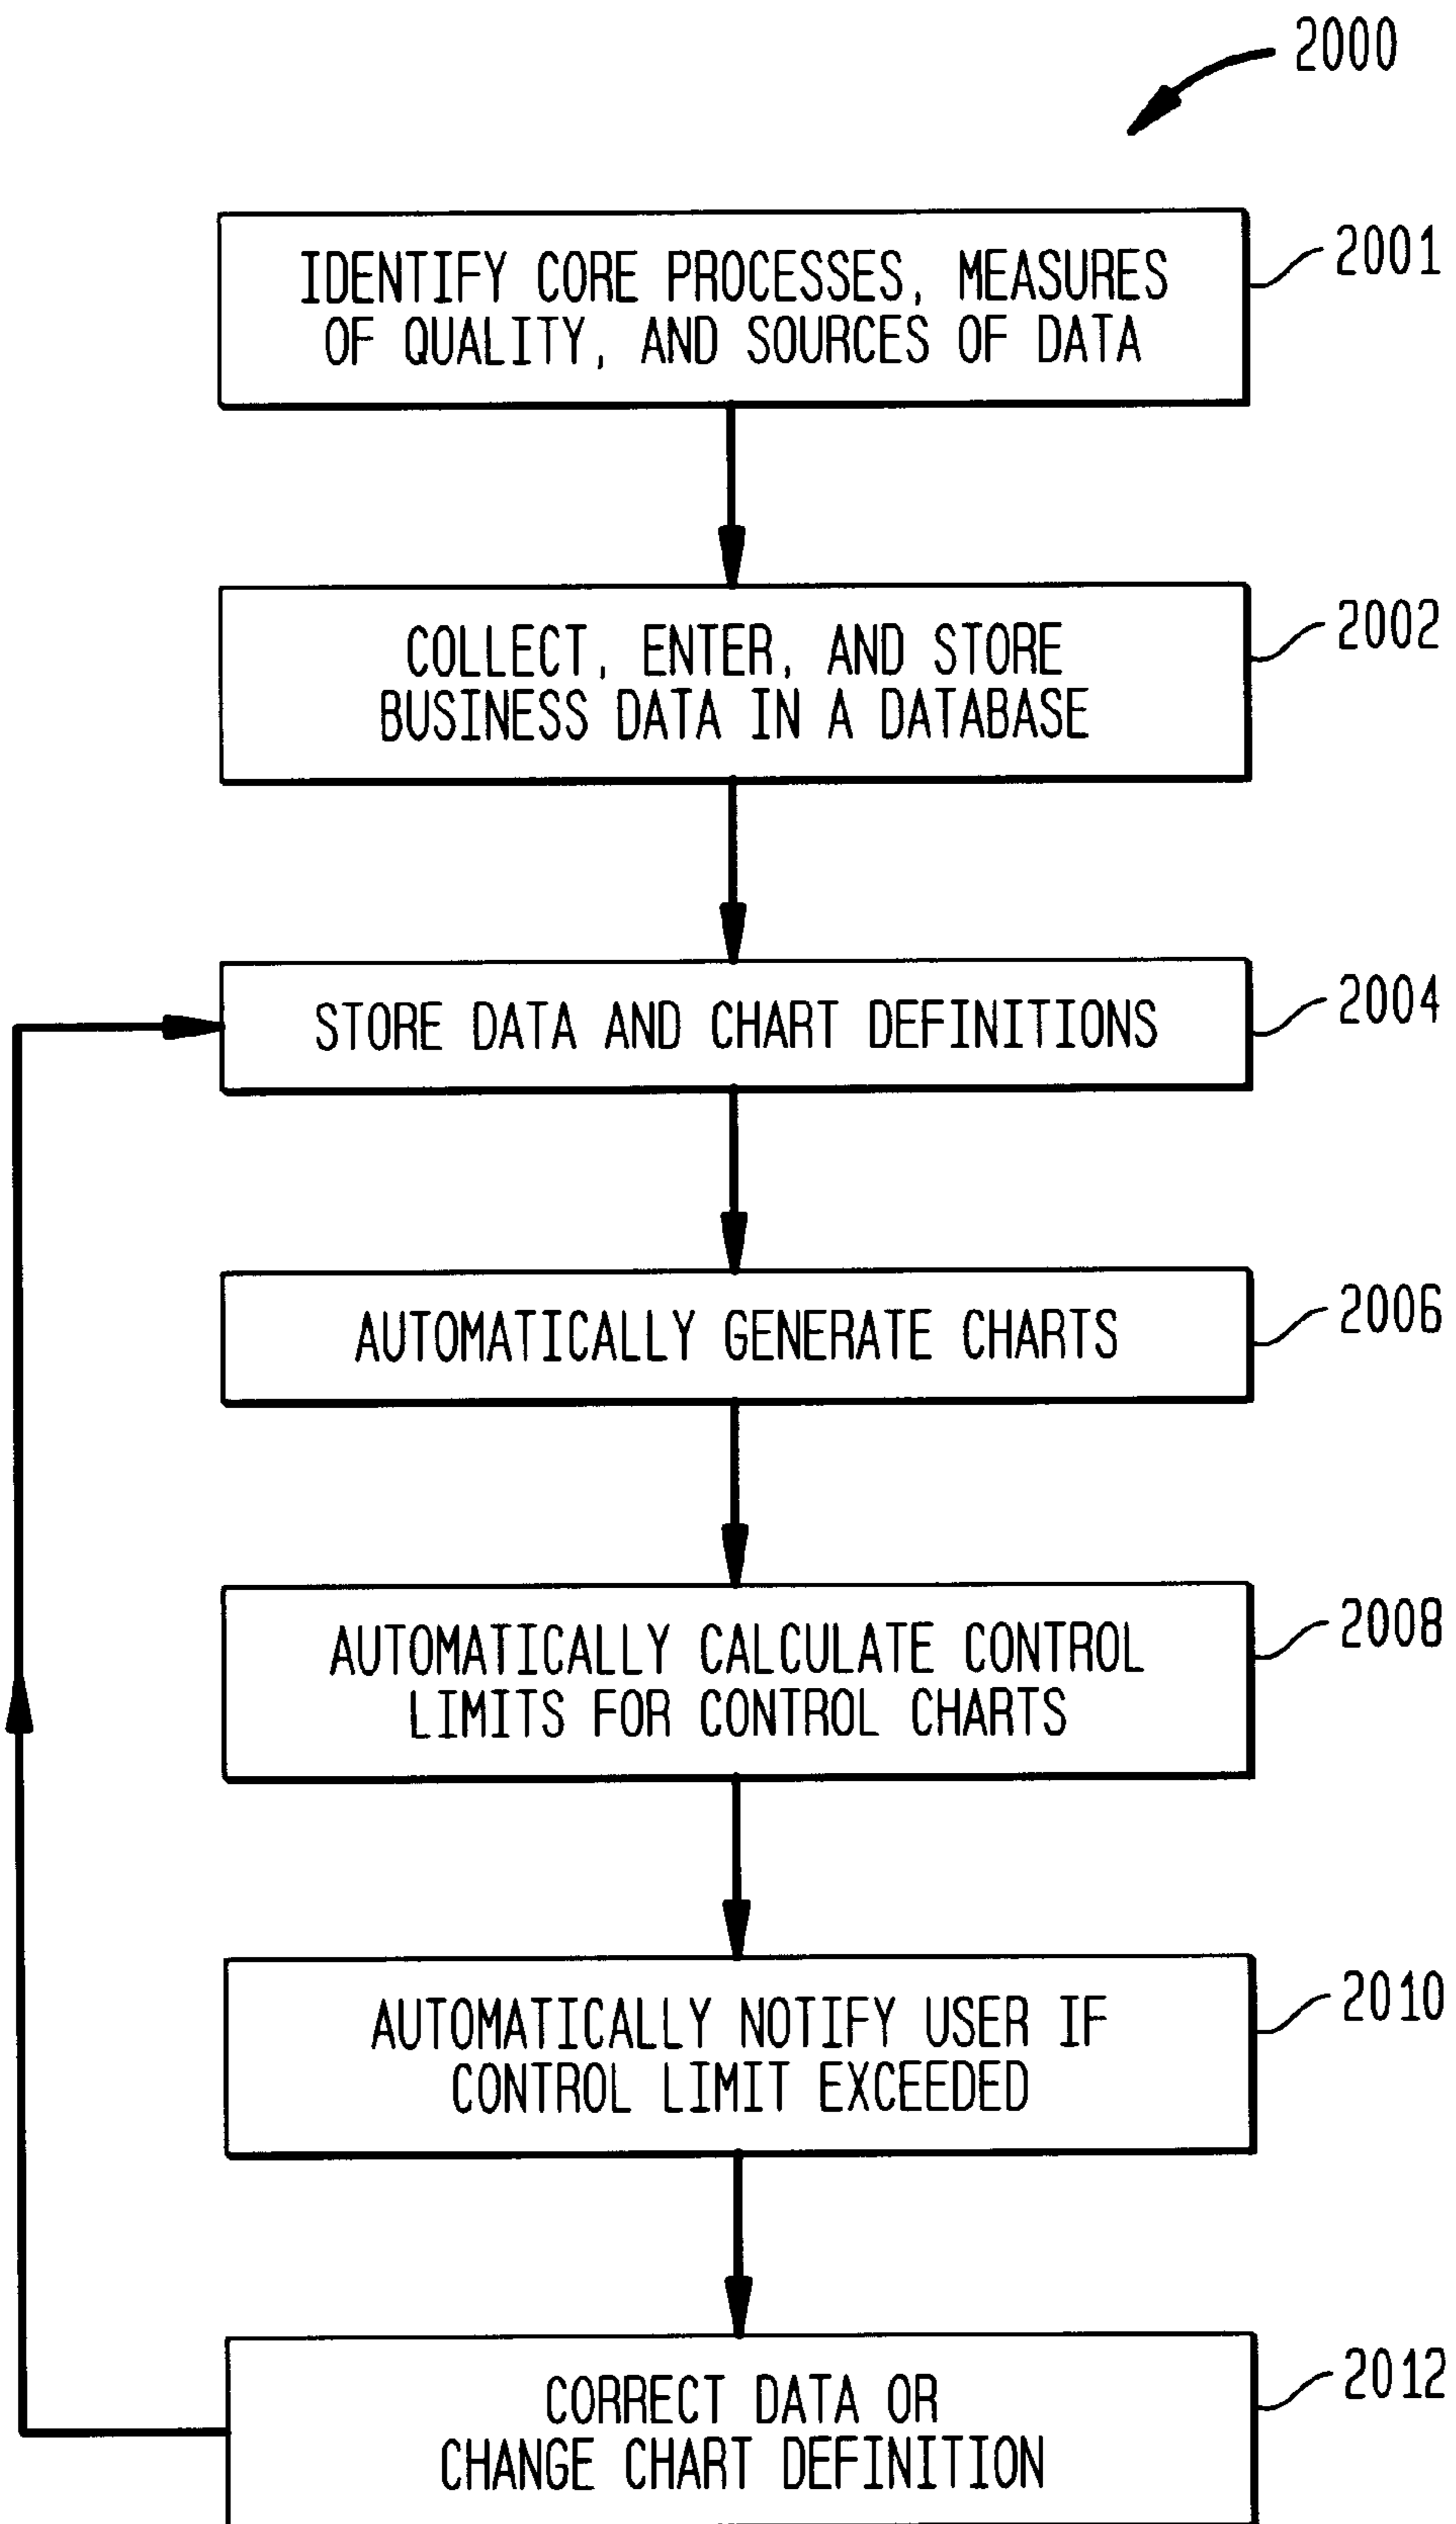 2000
IDENTIFY CORE PROCESSES, MEASURES
OF QUALITY, AND SOURCES OF DATA
2001
COLLECT, ENTER, AND STORE
BUSINESS DATA IN A DATABASE
2002
STORE DATA AND CHART DEFINITIONS
2004
AUTOMATICALLY GENERATE CHARTS
2006
AUTOMATICALLY CALCULATE CONTROL
LIMITS FOR CONTROL CHARTS
2008
AUTOMATICALLY NOTIFY USER IF
CONTROL LIMIT EXCEEDED
2010
CORRECT DATA OR
CHANGE CHART DEFINITION
2012